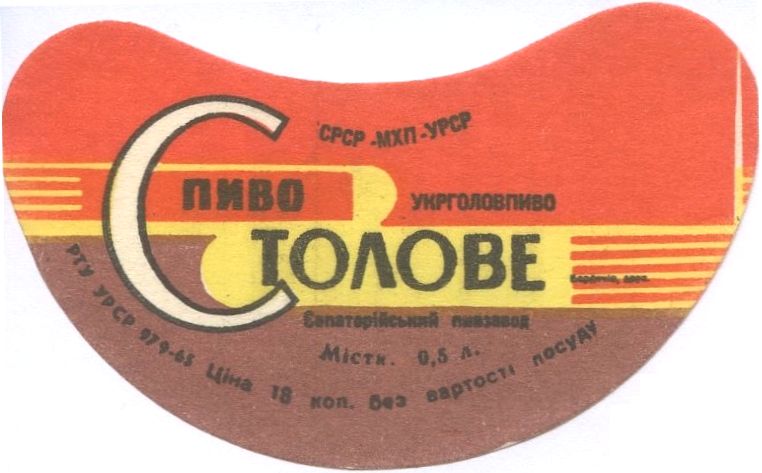 СРСР-МХП-УРСР
ПИВО
УКРГОЛОВПИВО
СТОЛОВЕ
Євпаторійський пивзавод
Містк. 0,5 л.
РТУ УРСР 979-65 Ціна 18 коп. без вартості посуду